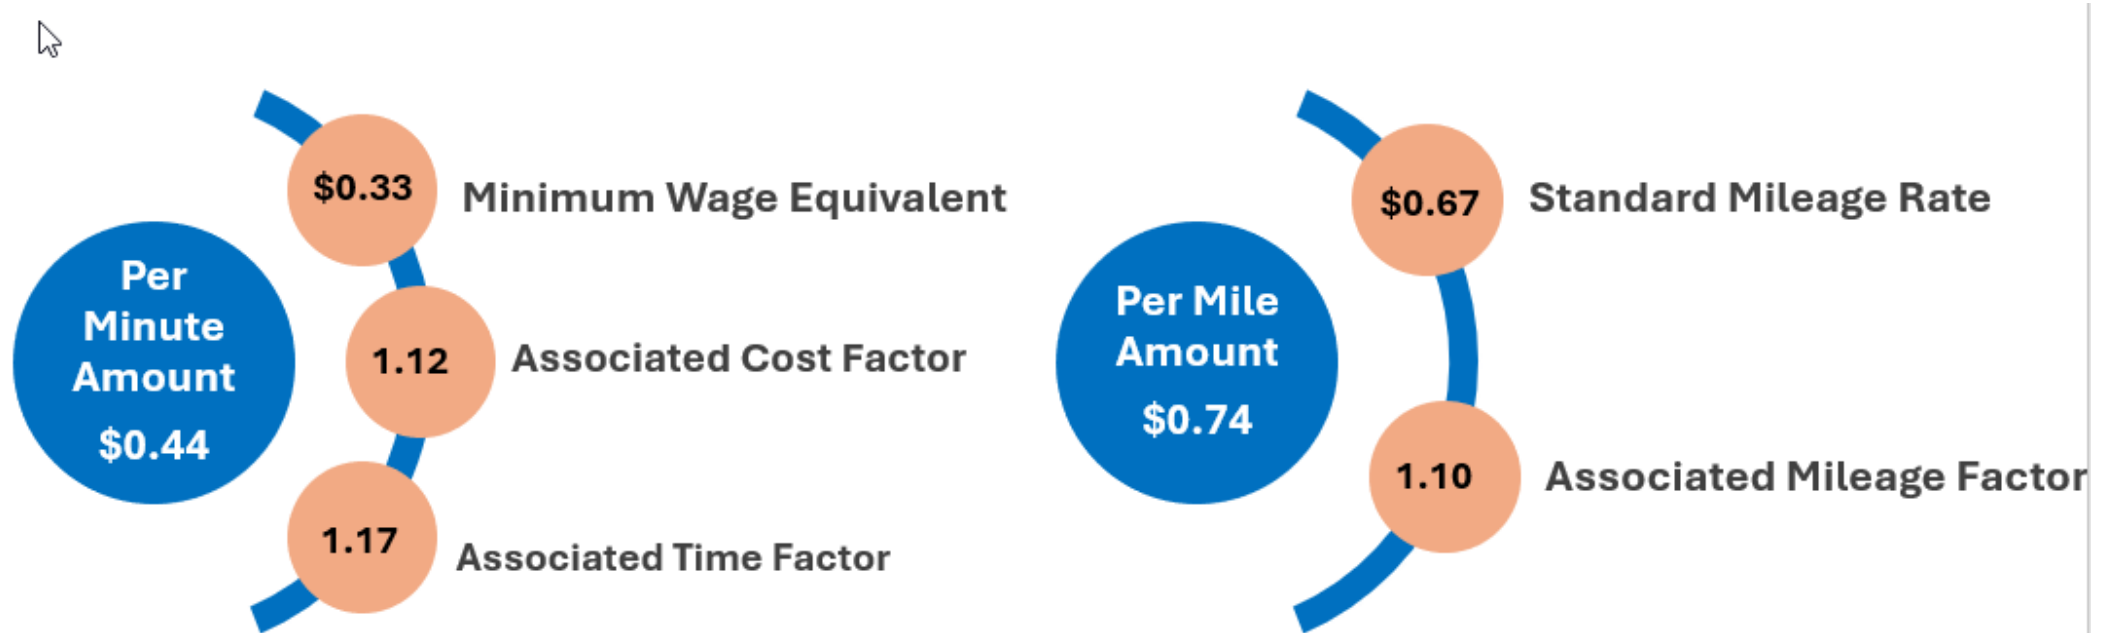 Per
Minute
Amount
$0.44
$0.33
Minimum Wage Equivalent
1.12
Associated Cost Factor
1.17
Associated Time Factor
Per Mile
Amount
$0.74
$0.67
Standard Mileage Rate
1.10
Associated Mileage Factor